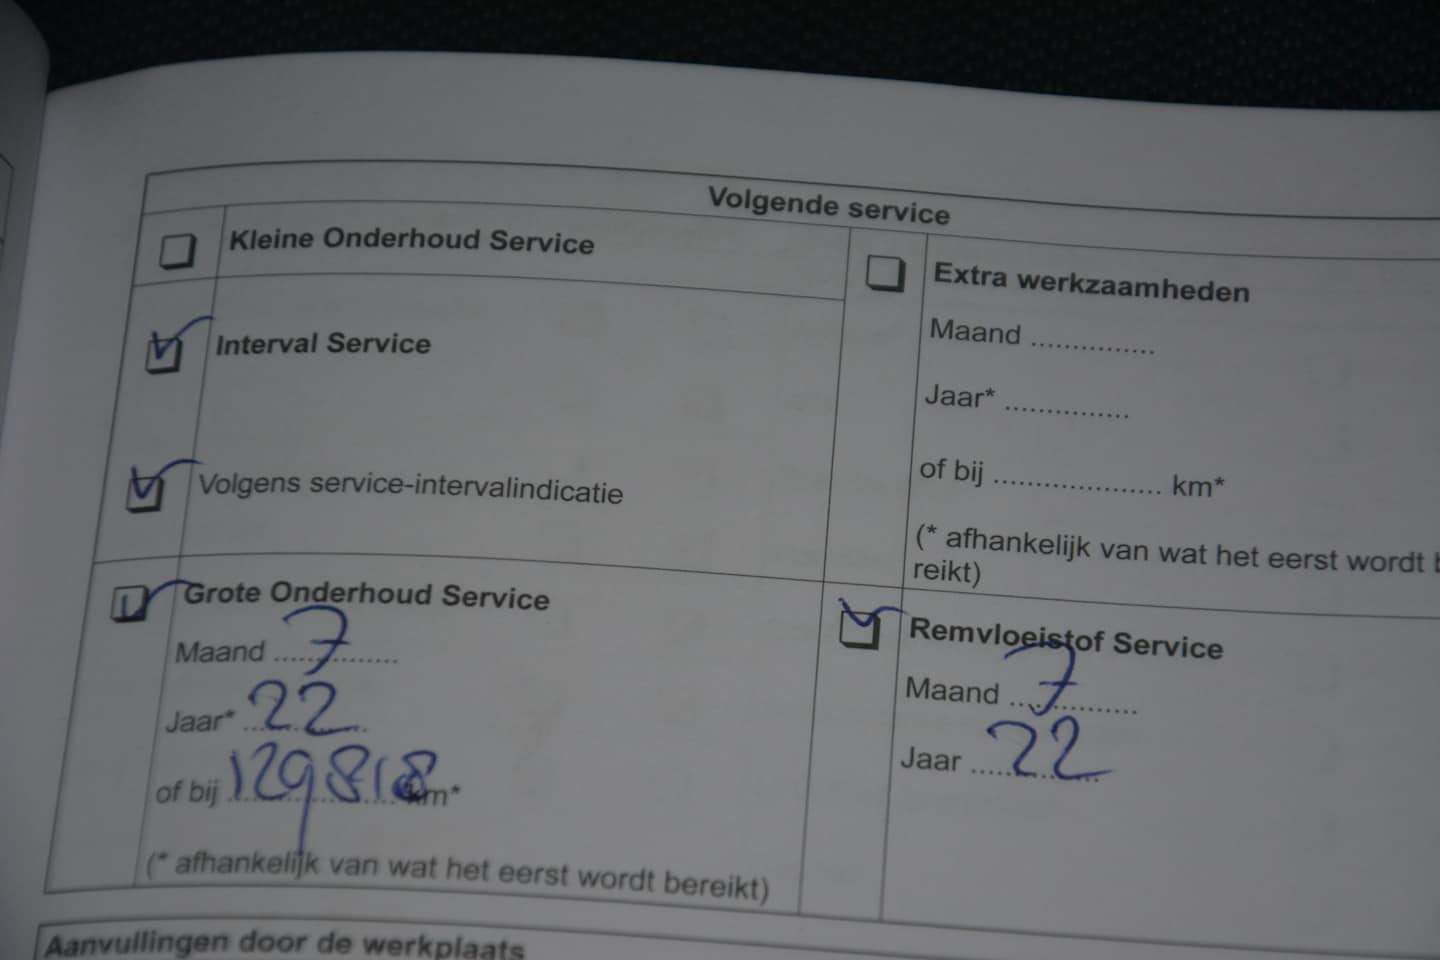 Volgende service
Kleine Onderhoud Service
Interval Service
Volgens service-intervalindicatie
Grote Onderhoud Service
Maand ...7...........
Jaar* ...22...
of bij ...129818... km*
(* afhankelijk van wat het eerst wordt bereikt)
Extra werkzaamheden
Maand ...............
Jaar* ...............
of bij .................... km*
(* afhankelijk van wat het eerst wordt
reikt)
Remvloeistof Service
Maand ...7...........
Jaar ...22...
Aanvullingen door de werkplaats